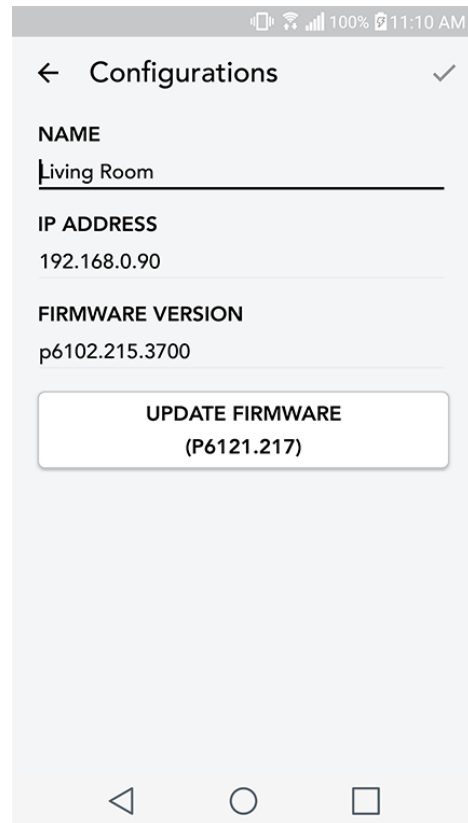 100% 11:10 AM
Configurations
NAME
Living Room
IP ADDRESS
192.168.0.90
FIRMWARE VERSION
p6102.215.3700
UPDATE FIRMWARE
(P6121.217)